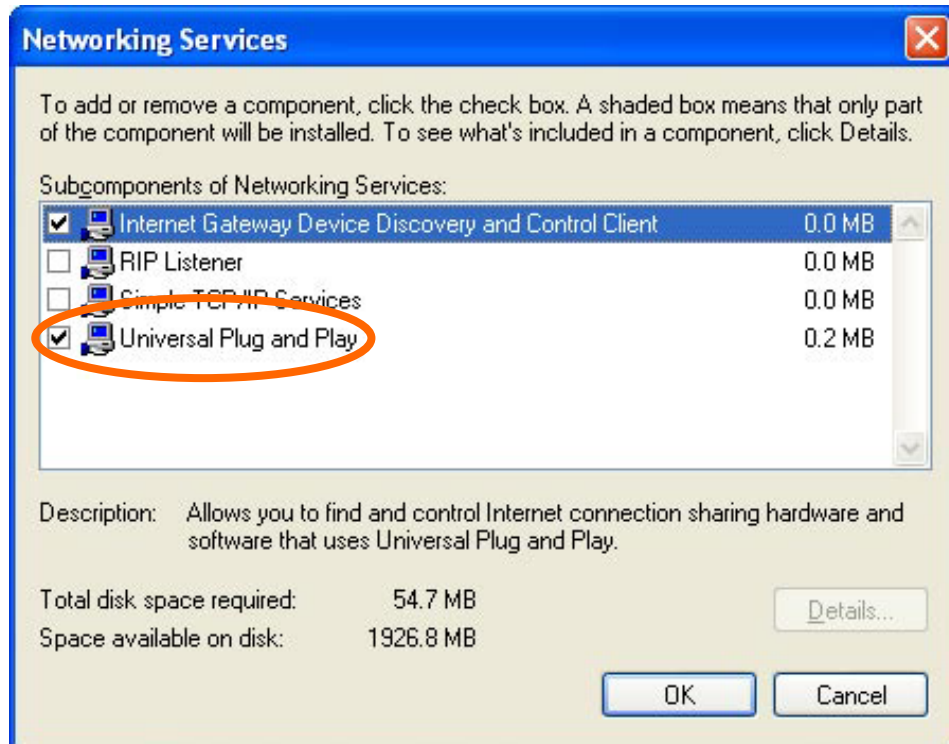 Networking Services
To add or remove a component, click the check box. A shaded box means that only part
of the component will be installed. To see what's included in a component, click Details.
Subcomponents of Networking Services:
Internet Gateway Device Discovery and Control Client 0.0 MB
RIP Listener 0.0 MB
Simple TCP/IP Services 0.0 MB
Universal Plug and Play 0.2 MB
Description: Allows you to find and control Internet connection sharing hardware and
software that uses Universal Plug and Play.
Total disk space required: 54.7 MB
Space available on disk: 1926.8 MB
Details...
OK Cancel